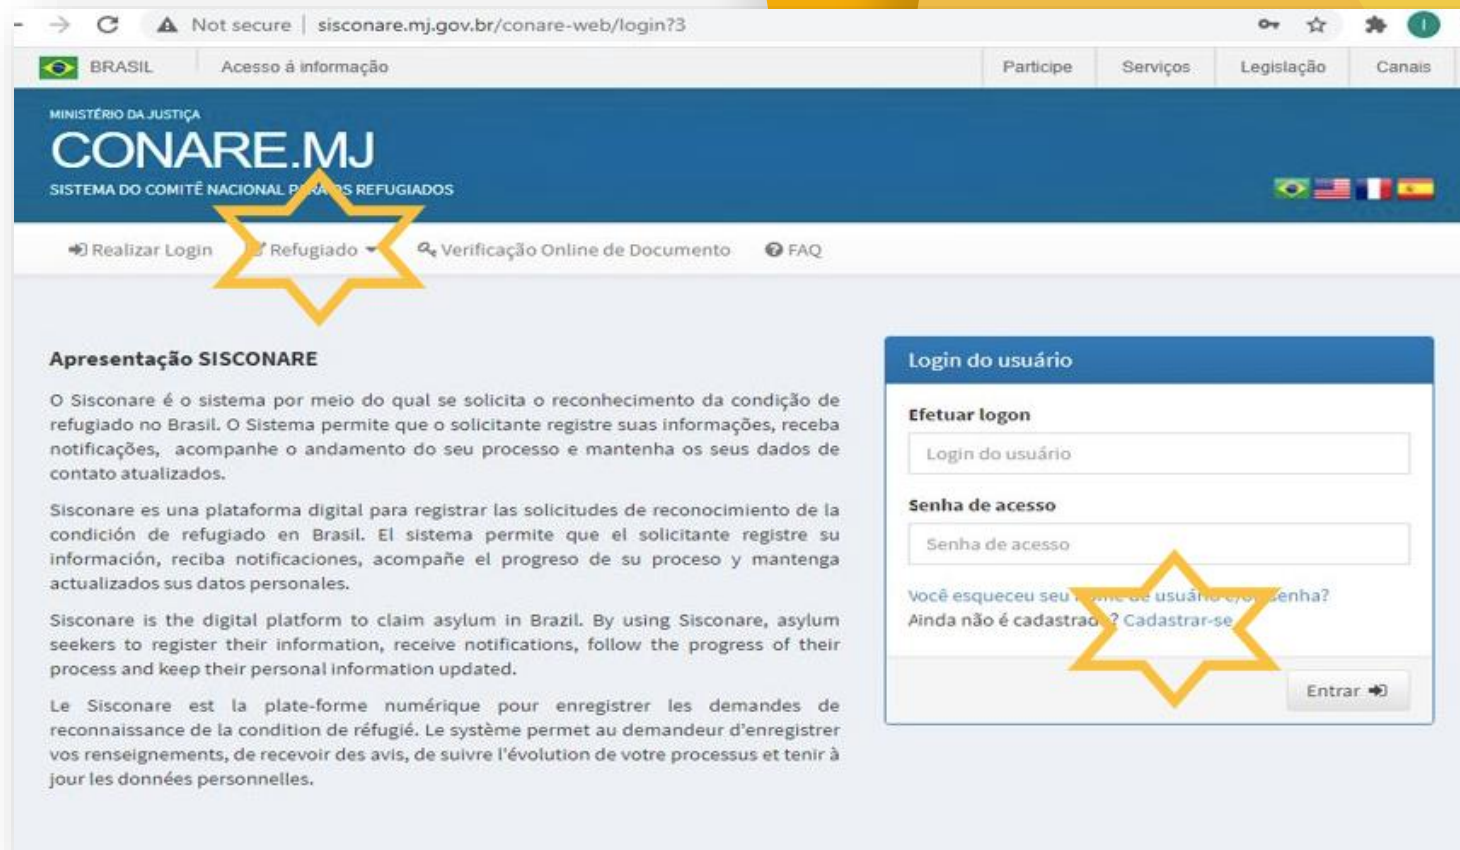 Not secure | sisconare.mj.gov.br/conare-web/login?3
BRASIL Acesso á informação Participe Serviços Legislação Canais
MINISTÉRIO DA JUSTIÇA
CONARE.MJ
SISTEMA DO COMITÊ NACIONAL PARA OS REFUGIADOS
Realizar Login Refugiado Verificação Online de Documento FAQ
Apresentação SISCONARE
O Sisconare é o sistema por meio do qual se solicita o reconhecimento da condição de
refugiado no Brasil. O Sistema permite que o solicitante registre suas informações, receba
notificações, acompanhe o andamento do seu processo e mantenha os seus dados de
contato atualizados.
Sisconare es una plataforma digital para registrar las solicitudes de reconocimiento de la
condición de refugiado en Brasil. El sistema permite que el solicitante registre su
información, reciba notificaciones, acompañe el progreso de su proceso y mantenga
actualizados sus datos personales.
Sisconare is the digital platform to claim asylum in Brazil. By using Sisconare, asylum
seekers to register their information, receive notifications, follow the progress of their
process and keep their personal information updated.
Le Sisconare est la plate-forme numérique pour enregistrer les demandes de
reconnaissance de la condition de réfugié. Le système permet au demandeur d'enregistrer
vos renseignements, de recevoir des avis, de suivre l'évolution de votre processus et tenir à
jour les données personnelles.
Login do usuário
Efetuar logon
Login do usuário
Senha de acesso
Senha de acesso
Você esqueceu seu nome de usuário e/ou senha?
Ainda não é cadastrado? Cadastrar-se
Entrar